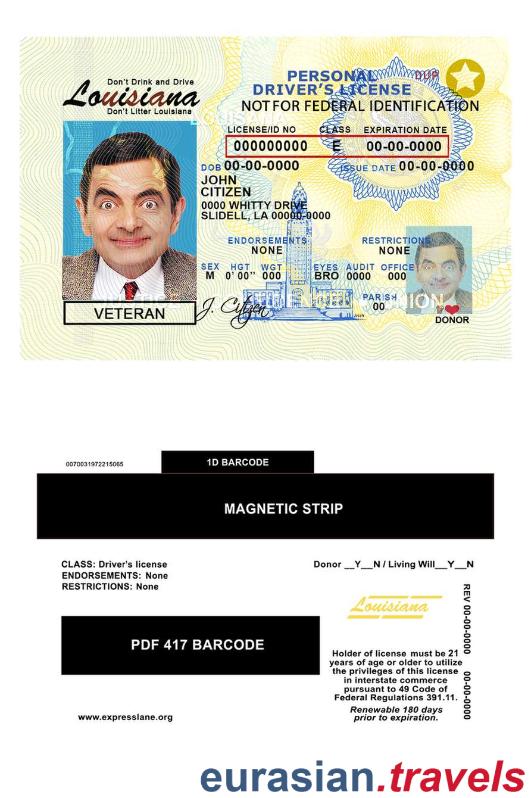 Don't Drink and Drive
Louisiana
Don't Litter Louisiana
PERSONAL DUP
DRIVER'S LICENSE
NOT FOR FEDERAL IDENTIFICATION
LOUISIANA
LICENSE/ID NO CLASS EXPIRATION DATE
000000000 E 00-00-0000
DOB 00-00-0000 ISSUE DATE 00-00-0000
JOHN
CITIZEN
0000 WHITTY DRIVE
SLIDELL, LA 00000-0000
ENDORSEMENTS RESTRICTIONS
NONE NONE
SEX HGT WGT EYES AUDIT OFFICE
M 0'00" 000 BRO 0000 000
PARISH
00
VETERAN
J. Citizen
DONOR
0070031972215065
1D BARCODE
MAGNETIC STRIP
CLASS: Driver's license
ENDORSEMENTS: None
RESTRICTIONS: None
Donor __Y__N / Living Will__Y__N
Louisiana
REV 00-00-0000 00-00-0000
PDF 417 BARCODE
Holder of license must be 21
years of age or older to utilize
the privileges of this license
in interstate commerce
pursuant to 49 Code of
Federal Regulations 391.11.
Renewable 180 days
prior to expiration.
www.expresslane.org
eurasian.travels